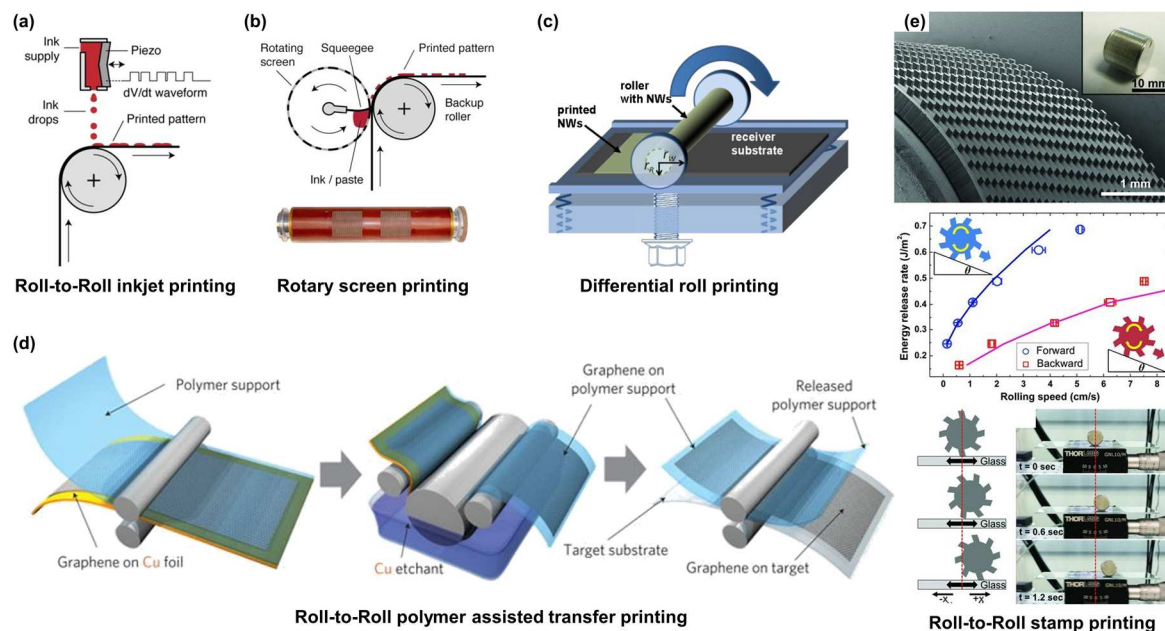 (a)
Ink
supply
Piezo
dV/dt waveform
Ink
drops
Printed pattern
+
Roll-to-Roll inkjet printing
(b)
Rotating
screen
Squeegee
Printed pattern
+
Backup
roller
Ink / paste
Rotary screen printing
(c)
printed
NWs
roller
with NWs
receiver
substrate
rR
rW
Differential roll printing
(d)
Polymer support
Graphene on Cu foil
Cu etchant
Graphene on
polymer support
Released
polymer support
Target substrate
Graphene on target
Roll-to-Roll polymer assisted transfer printing
(e)
10 mm
1 mm
Energy release rate (J/m²)
0.7
0.6
0.5
0.4
0.3
0.2
θ
θ
Forward
Backward
0 1 2 3 4 5 6 7 8
Rolling speed (cm/s)
Glass
THORLABS
t = 0 sec
Glass
THOR
t = 0.6 sec
Glass
THOR
t = 1.2 sec
-x
+x
Roll-to-Roll stamp printing